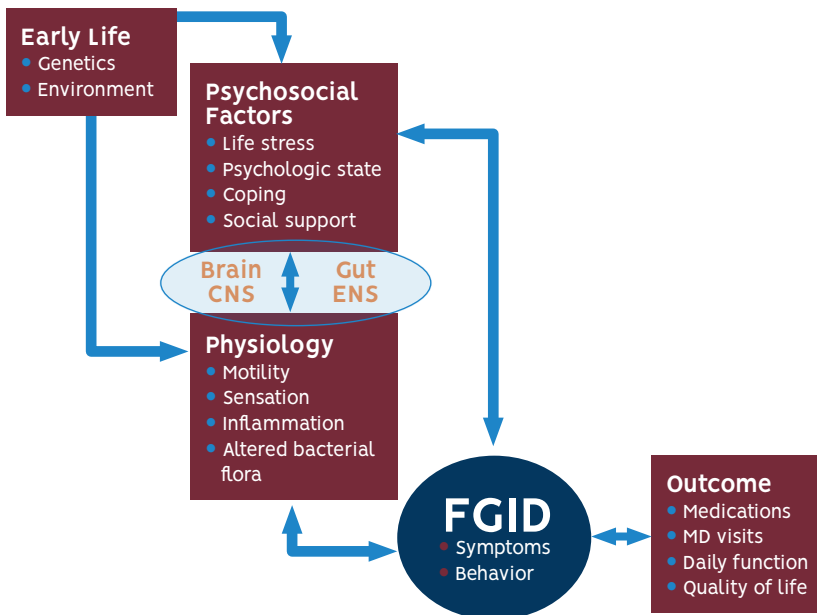 Early Life
Genetics
Environment
Psychosocial
Factors
Life stress
Psychologic state
Coping
Social support
Brain
CNS
Gut
ENS
Physiology
Motility
Sensation
Inflammation
Altered bacterial
flora
FGID
Symptoms
Behavior
Outcome
Medications
MD visits
Daily function
Quality of life